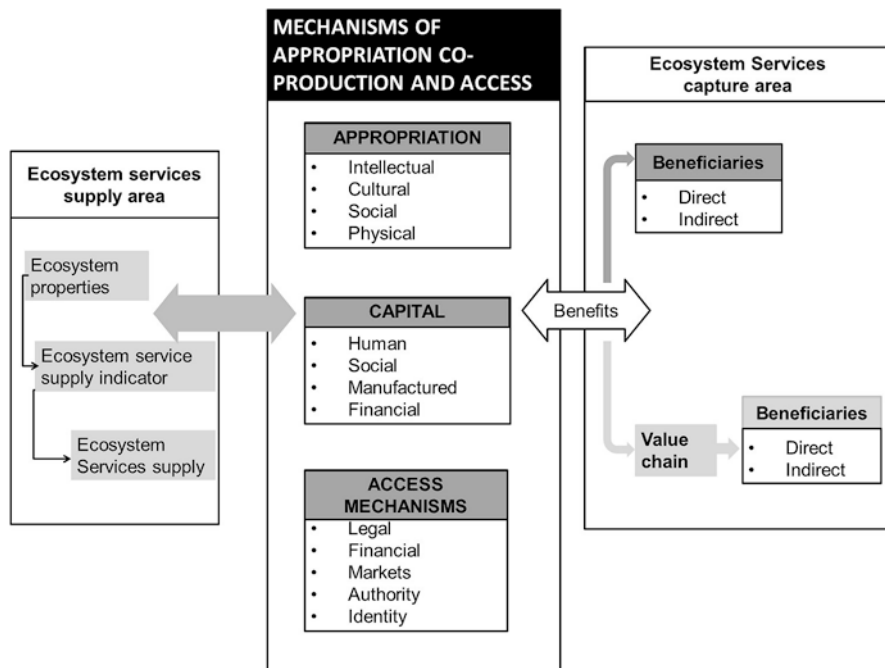 MECHANISMS OF
APPROPRIATION CO-
PRODUCTION AND ACCESS
Ecosystem services
supply area
Ecosystem
properties
Ecosystem service
supply indicator
Ecosystem
Services supply
APPROPRIATION
• Intellectual
• Cultural
• Social
• Physical
CAPITAL
• Human
• Social
• Manufactured
• Financial
ACCESS
MECHANISMS
• Legal
• Financial
• Markets
• Authority
• Identity
Benefits
Ecosystem Services
capture area
Beneficiaries
• Direct
• Indirect
Value
chain
Beneficiaries
• Direct
• Indirect